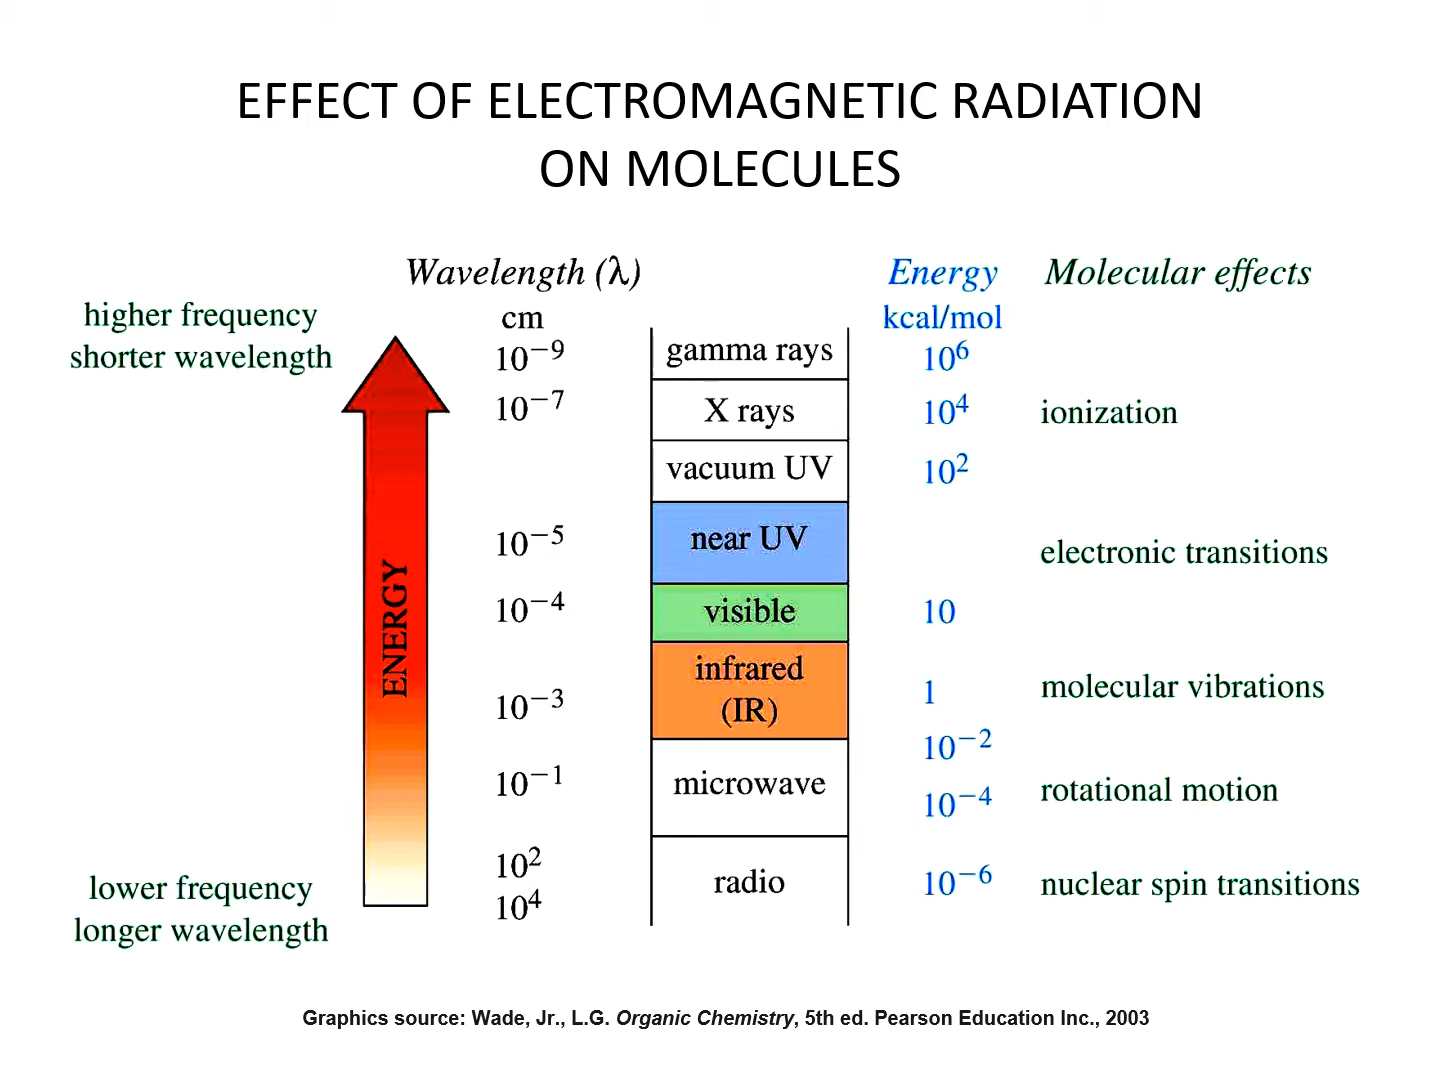 EFFECT OF ELECTROMAGNETIC RADIATION
ON MOLECULES
Wavelength (λ)
Energy
Molecular effects
higher frequency
shorter wavelength
cm
kcal/mol
10⁻⁹
gamma rays
10⁶
10⁻⁷
X rays
10⁴
ionization
vacuum UV
10²
10⁻⁵
near UV
electronic transitions
ENERGY
10⁻⁴
visible
10
infrared
(IR)
10⁻³
1
molecular vibrations
10⁻²
10⁻¹
microwave
10⁻⁴
rotational motion
10²
lower frequency
longer wavelength
10⁴
radio
10⁻⁶
nuclear spin transitions
Graphics source: Wade, Jr., L.G. Organic Chemistry, 5th ed. Pearson Education Inc., 2003